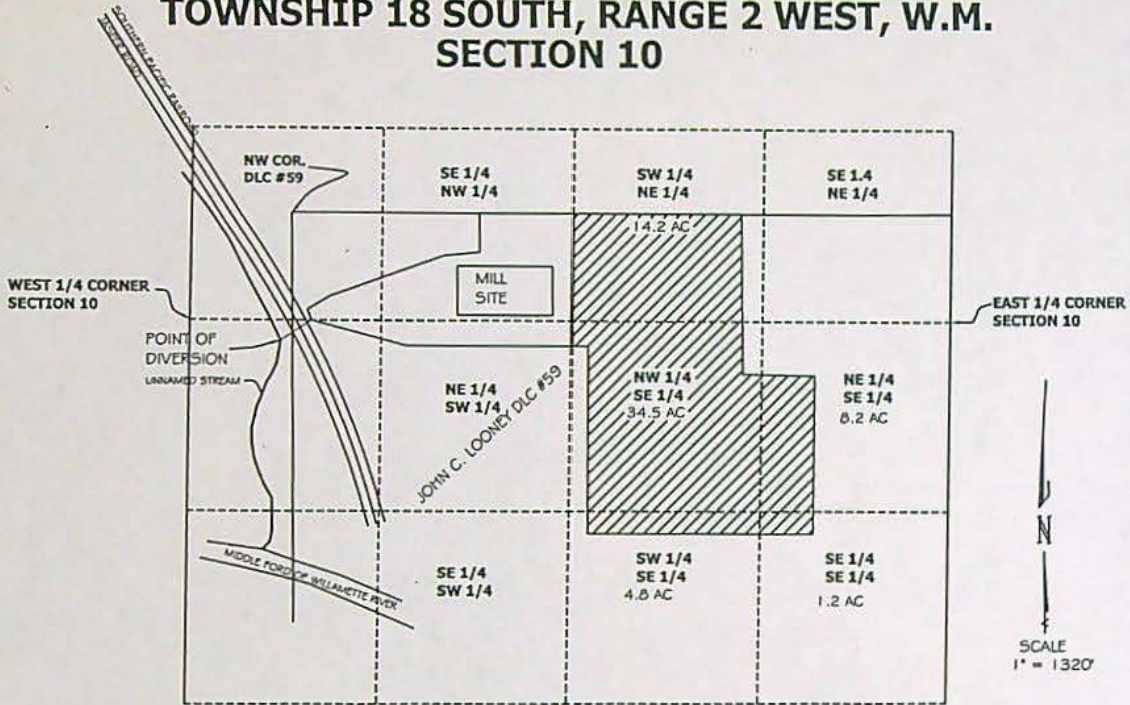 TOWNSHIP 18 SOUTH, RANGE 2 WEST, W.M.
SECTION 10
SOUTHERN PACIFIC RAILROAD
NW COR.
DLC #59
SE 1/4
NW 1/4
SW 1/4
NE 1/4
SE 1.4
NE 1/4
14.2 AC
MILL
SITE
WEST 1/4 CORNER
SECTION 10
EAST 1/4 CORNER
SECTION 10
POINT OF
DIVERSION
UNNAMED STREAM
NE 1/4
SW 1/4
JOHN C. LOONEY DLC #59
NW 1/4
SE 1/4
34.5 AC
NE 1/4
SE 1/4
8.2 AC
N
MIDDLE FORD OF WILLAMETTE RIVER
SE 1/4
SW 1/4
SW 1/4
SE 1/4
4.8 AC
SE 1/4
SE 1/4
1.2 AC
SCALE
1" = 1320'